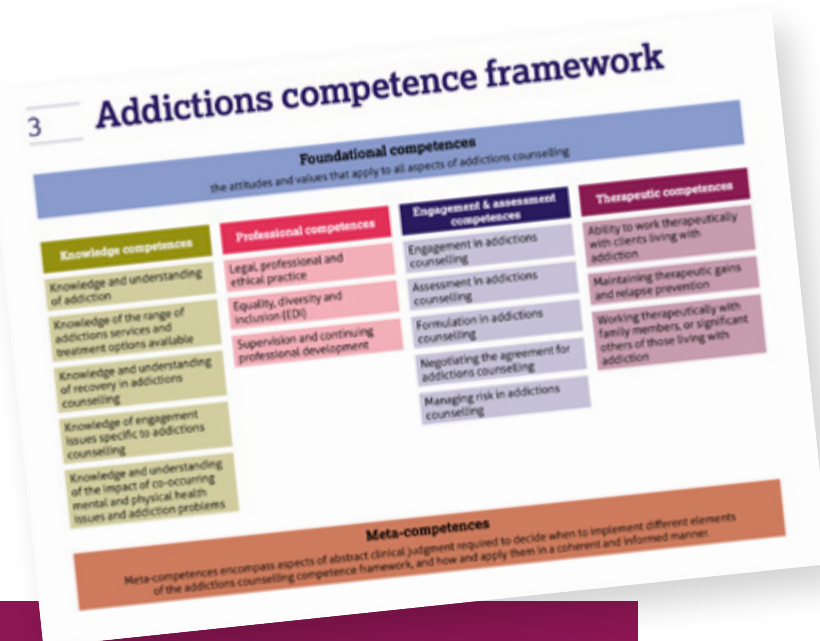 3
Addictions competence framework
Foundational competences
the attitudes and values that apply to all aspects of addictions counselling
Knowledge competences
Knowledge and understanding
of addiction
Knowledge of the range of
addictions services and
treatment options available
Knowledge and understanding
of recovery in addictions
counselling
Knowledge of engagement
issues specific to addictions
counselling
Knowledge and understanding
of the impact of co-occurring
mental and physical health
issues and addiction problems
Professional competences
Legal, professional and
ethical practice
Equality, diversity and
inclusion (EDI)
Supervision and continuing
professional development
Engagement & assessment
competences
Engagement in addictions
counselling
Assessment in addictions
counselling
Formulation in addictions
counselling
Negotiating the agreement for
addictions counselling
Managing risk in addictions
counselling
Therapeutic competences
Ability to work therapeutically
with clients living with
addiction
Maintaining therapeutic gains
and relapse prevention
Working therapeutically with
family members, or significant
others of those living with
addiction
Meta-competences
Meta-competences encompass aspects of abstract clinical judgment required to decide when to implement different elements
of the addictions counselling competence framework, and how and apply them in a coherent and informed manner.